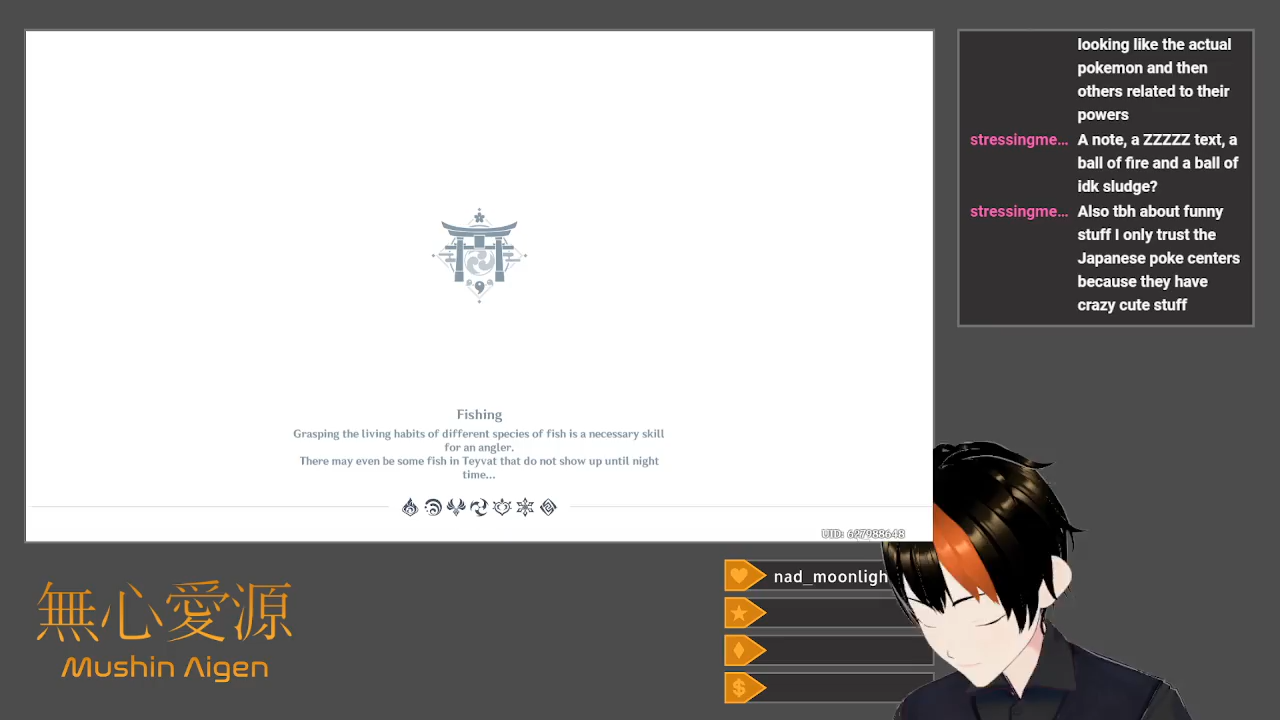 looking like the actual
pokemon and then
others related to their
powers
stressingme... A note, a ZZZZZ text, a
ball of fire and a ball of
idk sludge?
stressingme... Also tbh about funny
stuff I only trust the
Japanese poke centers
because they have
crazy cute stuff
Fishing
Grasping the living habits of different species of fish is a necessary skill
for an angler.
There may even be some fish in Teyvat that do not show up until night
time...
UID: 627988648
nad_moonligh
無心愛源
Mushin Aigen